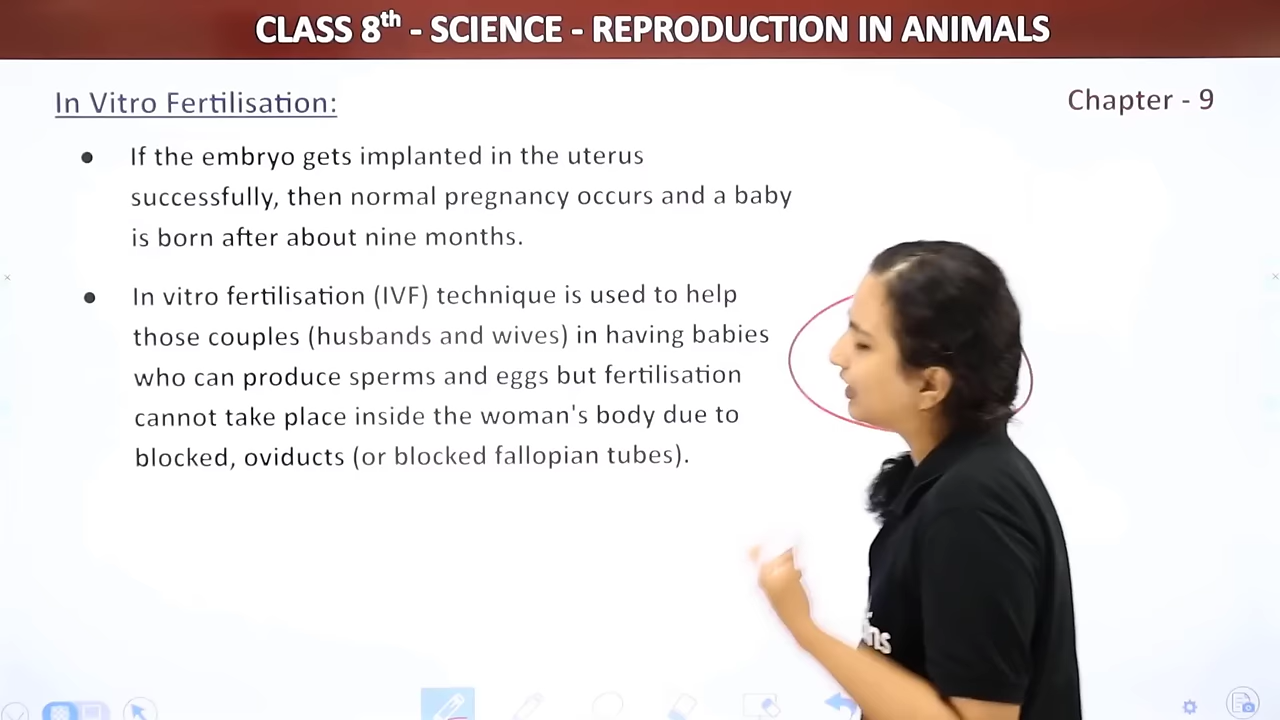 CLASS 8th - SCIENCE - REPRODUCTION IN ANIMALS
In Vitro Fertilisation:
Chapter - 9
● If the embryo gets implanted in the uterus
successfully, then normal pregnancy occurs and a baby
is born after about nine months.
● In vitro fertilisation (IVF) technique is used to help
those couples (husbands and wives) in having babies
who can produce sperms and eggs but fertilisation
cannot take place inside the woman's body due to
blocked, oviducts (or blocked fallopian tubes).